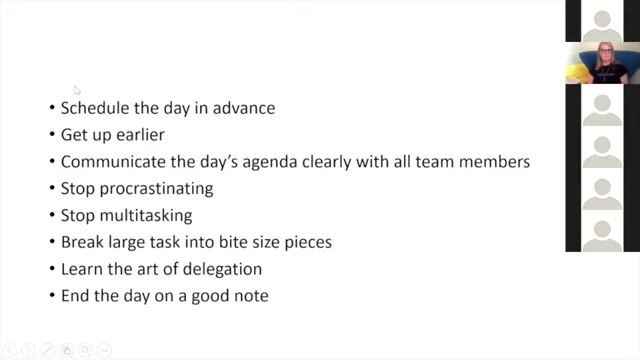 • Schedule the day in advance
• Get up earlier
• Communicate the day's agenda clearly with all team members
• Stop procrastinating
• Stop multitasking
• Break large task into bite size pieces
• Learn the art of delegation
• End the day on a good note